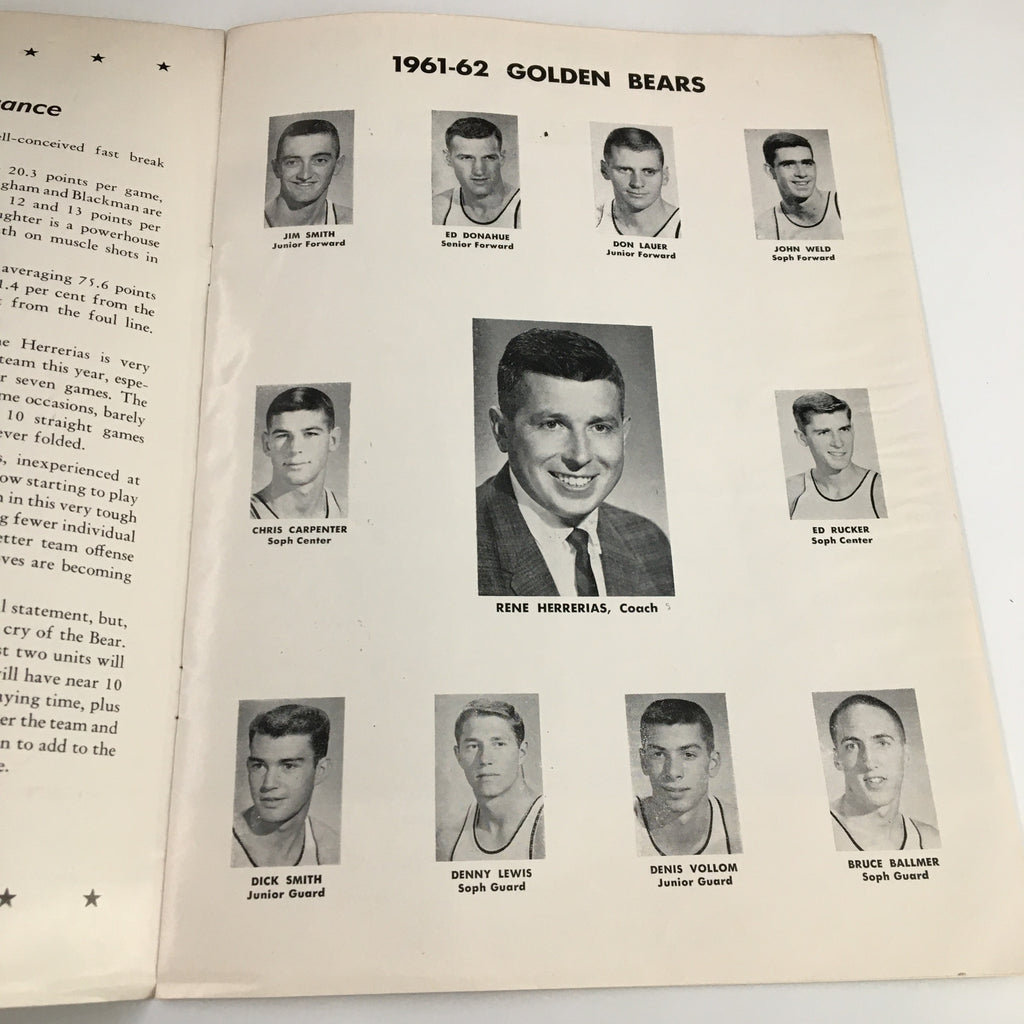 ance
ll-conceived fast break
20.3 points per game,
gham and Blackman are
12 and 13 points per
ughter is a powerhouse
th on muscle shots in
averaging 75.6 points
1.4 per cent from the
from the foul line.
e Herrerias is very
team this year, espe-
r seven games. The
me occasions, barely
10 straight games
ever folded.
s, inexperienced at
ow starting to play
n in this very tough
g fewer individual
etter team offense
ves are becoming
l statement, but,
cry of the Bear.
st two units will
ill have near 10
aying time, plus
er the team and
n to add to the
e.
1961-62 GOLDEN BEARS
JIM SMITH
Junior Forward
ED DONAHUE
Senior Forward
DON LAUER
Junior Forward
JOHN WELD
Soph Forward
CHRIS CARPENTER
Soph Center
RENE HERRERIAS, Coach
ED RUCKER
Soph Center
DICK SMITH
Junior Guard
DENNY LEWIS
Soph Guard
DENIS VOLLOM
Junior Guard
BRUCE BALLMER
Soph Guard